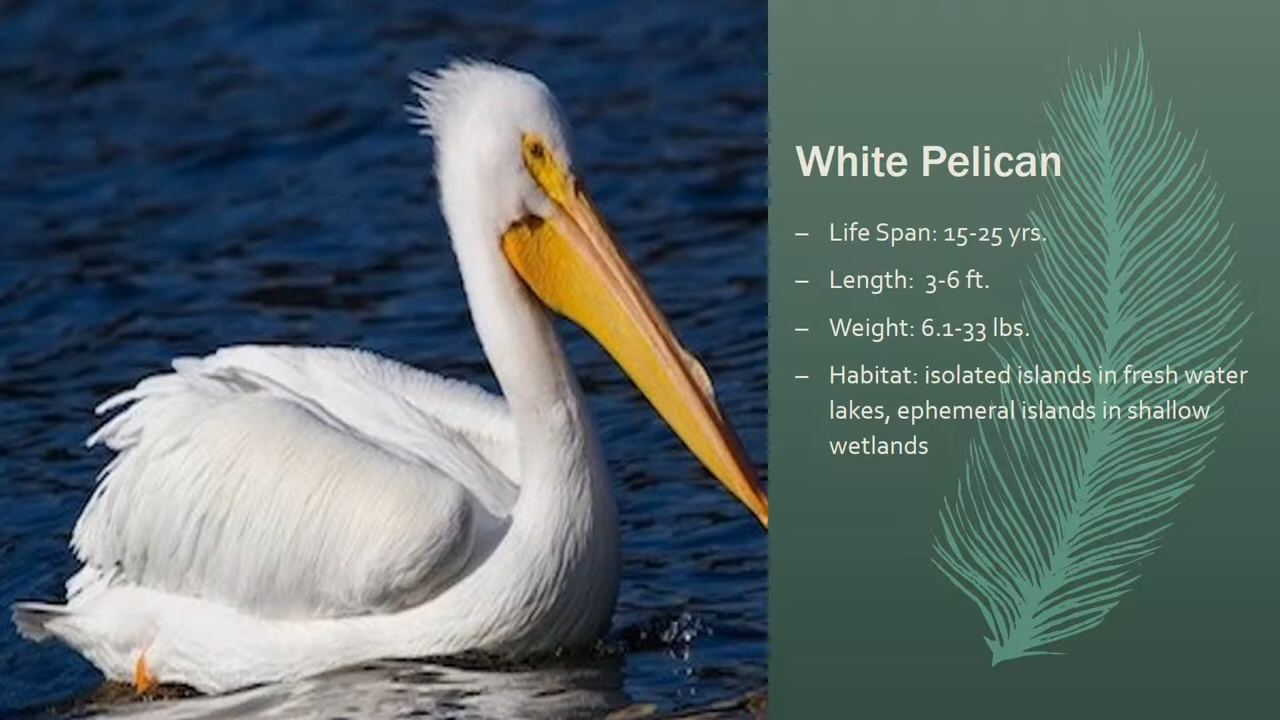 White Pelican
– Life Span: 15-25 yrs.
– Length:  3-6 ft.
– Weight: 6.1-33 lbs.
– Habitat: isolated islands in fresh water
lakes, ephemeral islands in shallow
wetlands